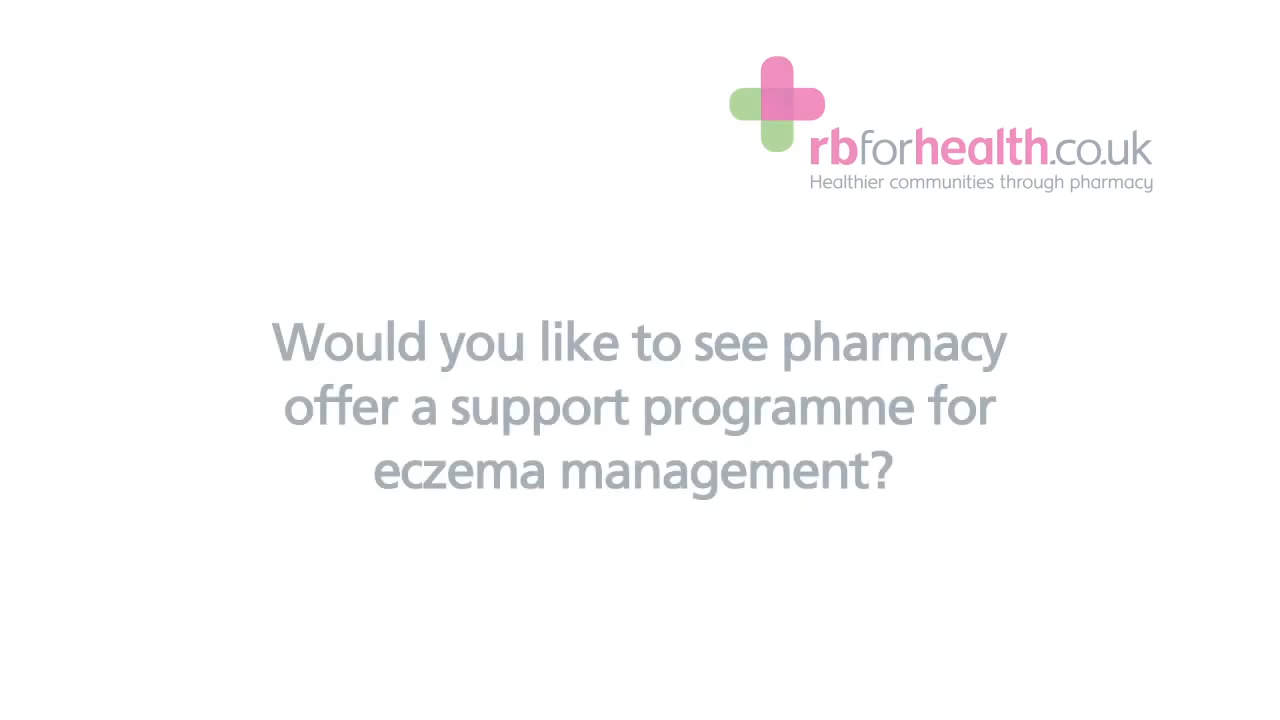 rbforhealth.co.uk
Healthier communities through pharmacy
Would you like to see pharmacy
offer a support programme for
eczema management?